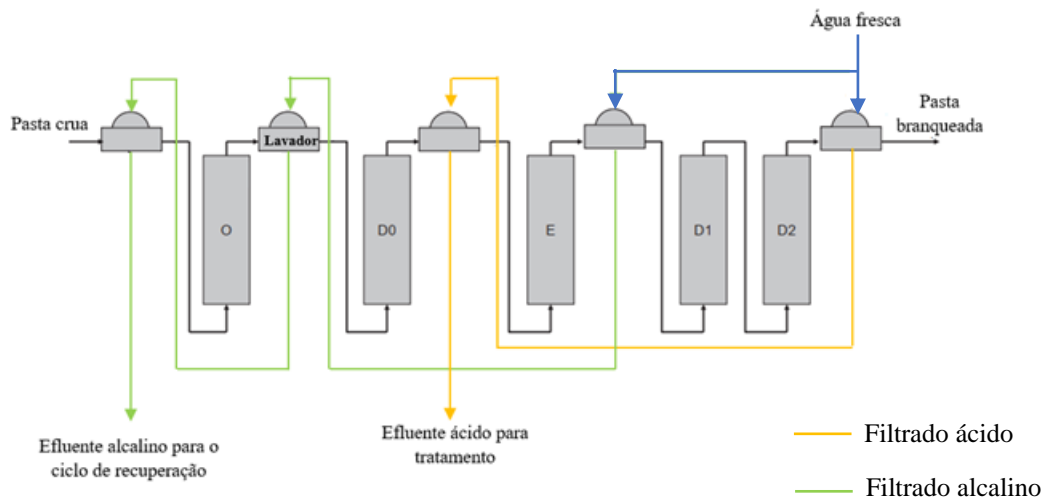 Água fresca
Pasta crua
Lavador
Pasta
branqueada
O
D0
E
D1
D2
Efluente alcalino para o
ciclo de recuperação
Efluente ácido para
tratamento
Filtrado ácido
Filtrado alcalino